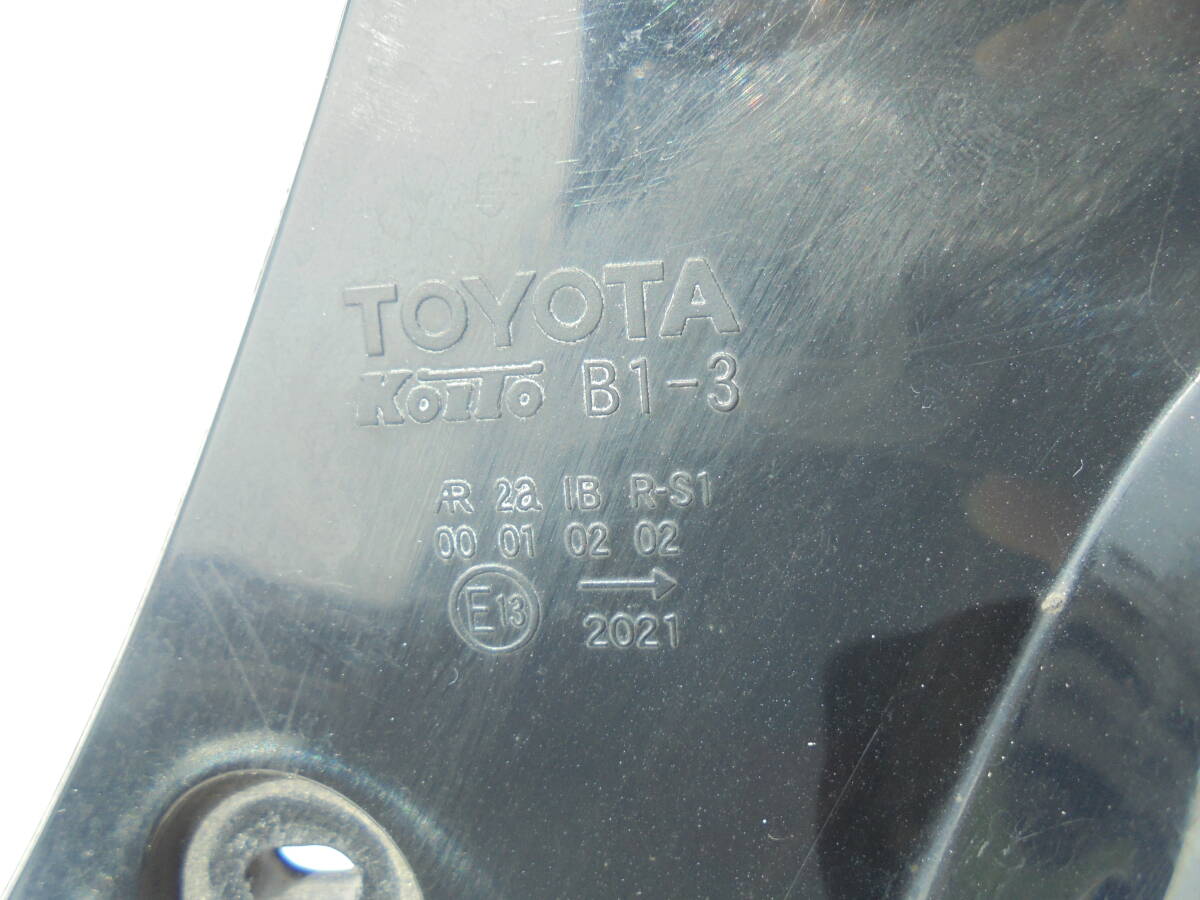 TOYOTA
KOITO B1-3
AR 2a IB R-S1
00 01 02 02
E13 →
2021